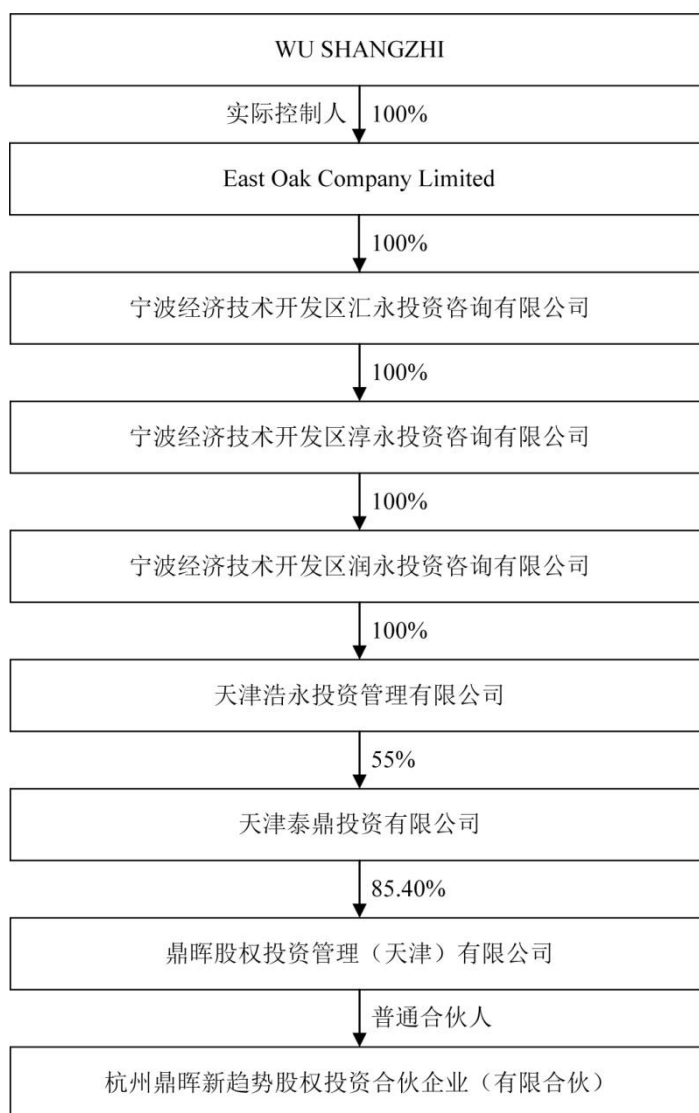 WU SHANGZHI
实际控制人 100%
East Oak Company Limited
100%
宁波经济技术开发区汇永投资咨询有限公司
100%
宁波经济技术开发区淳永投资咨询有限公司
100%
宁波经济技术开发区润永投资咨询有限公司
100%
天津浩永投资管理有限公司
55%
天津泰鼎投资有限公司
85.40%
鼎晖股权投资管理（天津）有限公司
普通合伙人
杭州鼎晖新趋势股权投资合伙企业（有限合伙）